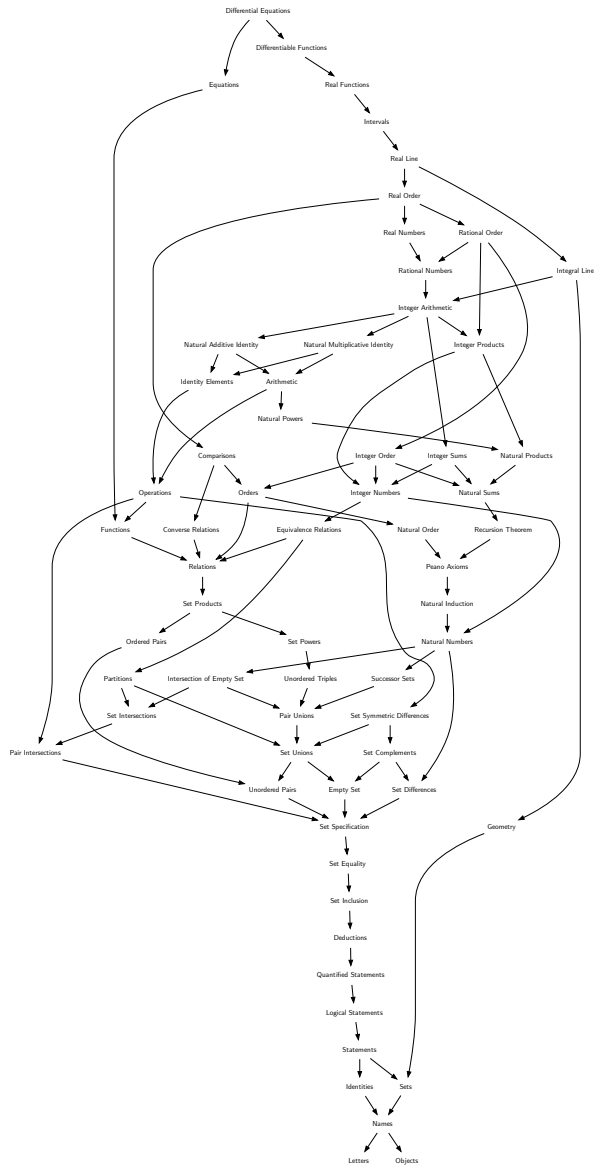 Differential Equations
Differentiable Functions
Equations
Real Functions
Intervals
Real Line
Real Order
Real Numbers
Rational Order
Rational Numbers
Integral Line
Integer Arithmetic
Natural Additive Identity
Natural Multiplicative Identity
Integer Products
Identity Elements
Arithmetic
Natural Powers
Comparisons
Integer Order
Integer Sums
Natural Products
Operations
Orders
Integer Numbers
Natural Sums
Functions
Converse Relations
Equivalence Relations
Natural Order
Recursion Theorem
Relations
Peano Axioms
Set Products
Natural Induction
Ordered Pairs
Set Powers
Natural Numbers
Partitions
Intersection of Empty Set
Unordered Triples
Successor Sets
Set Intersections
Pair Unions
Set Symmetric Differences
Pair Intersections
Set Unions
Set Complements
Unordered Pairs
Empty Set
Set Differences
Set Specification
Geometry
Set Equality
Set Inclusion
Deductions
Quantified Statements
Logical Statements
Statements
Identities
Sets
Names
Letters
Objects